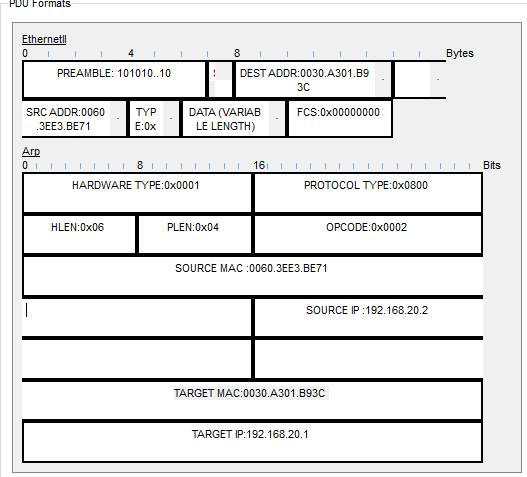 PDU Formats
EthernetII
0 4 8 Bytes
PREAMBLE: 101010..10 DEST ADDR:0030.A301.B9
3C
SRC ADDR:0060 TYP DATA (VARIAB FCS:0x00000000
.3EE3.BE71 E:0x LE LENGTH)
Arp
0 8 16 Bits
HARDWARE TYPE:0x0001 PROTOCOL TYPE:0x0800
HLEN:0x06 PLEN:0x04 OPCODE:0x0002
SOURCE MAC :0060.3EE3.BE71
SOURCE IP :192.168.20.2
TARGET MAC:0030.A301.B93C
TARGET IP:192.168.20.1